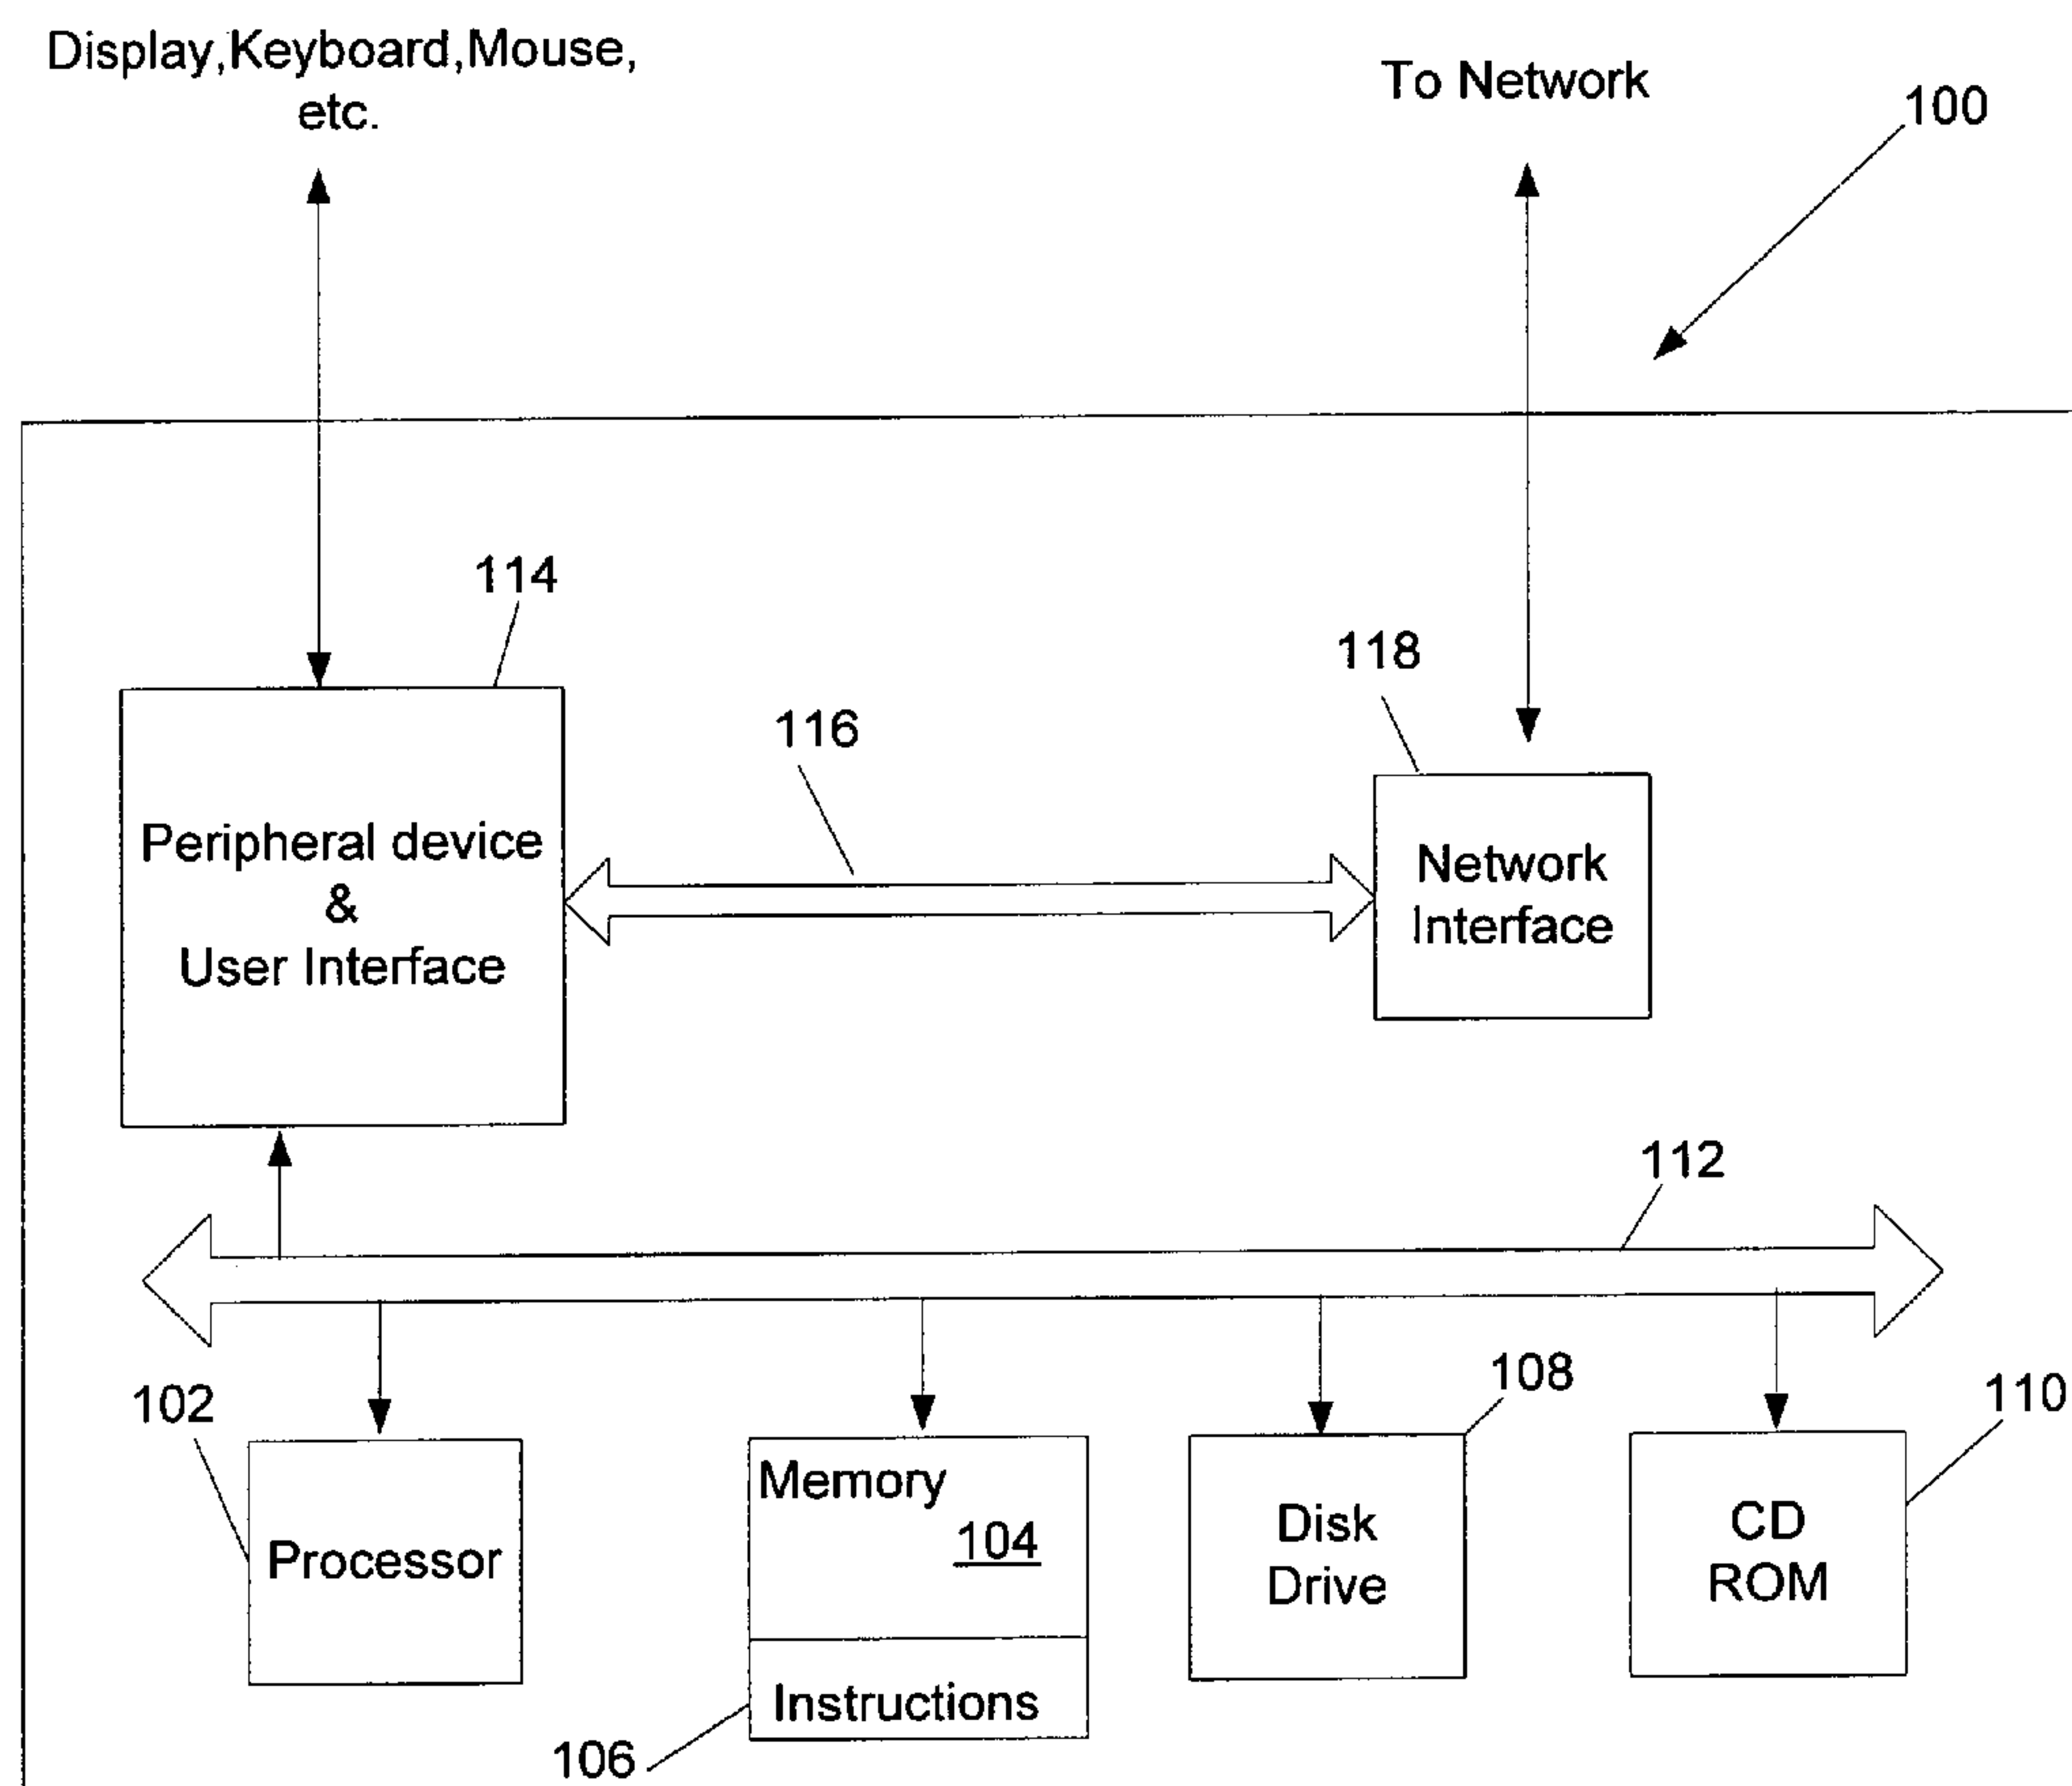 Display,Keyboard,Mouse,
etc.
To Network
100
114
118
116
Peripheral device
&
User Interface
Network
Interface
112
102
108
110
Processor
Memory
104
Disk
Drive
CD
ROM
Instructions
106